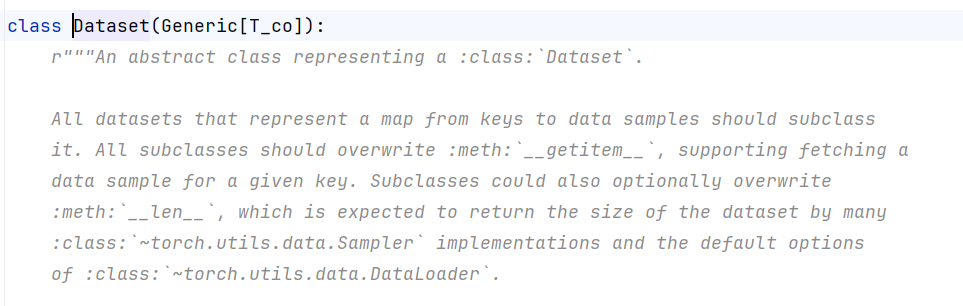 class Dataset(Generic[T_co]):
r"""An abstract class representing a :class:`Dataset`.
All datasets that represent a map from keys to data samples should subclass
it. All subclasses should overwrite :meth:`__getitem__`, supporting fetching a
data sample for a given key. Subclasses could also optionally overwrite
:meth:`__len__`, which is expected to return the size of the dataset by many
:class:`~torch.utils.data.Sampler` implementations and the default options
of :class:`~torch.utils.data.DataLoader`.